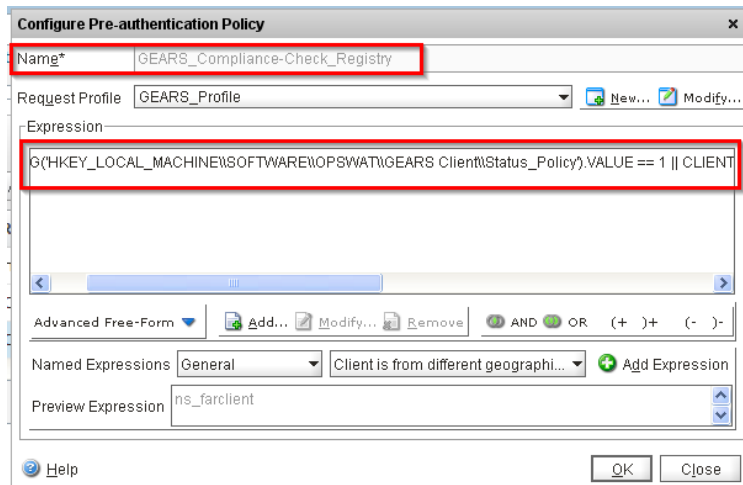 Configure Pre-authentication Policy
Name* GEARS_Compliance-Check_Registry
Request Profile GEARS_Profile New... Modify...
Expression
G('HKEY_LOCAL_MACHINE\\SOFTWARE\\OPSWAT\\GEARS Client\\Status_Policy').VALUE == 1 || CLIENT
Advanced Free-Form Add... Modify... Remove AND OR (+ )+ (- )-
Named Expressions General Client is from different geographi... Add Expression
Preview Expression ns_farclient
Help OK Close